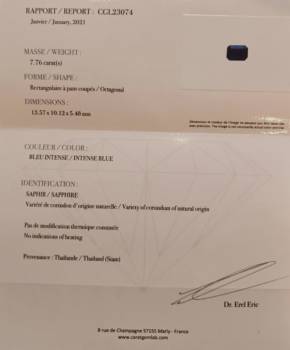 RAPPORT / REPORT : CGL23074
Janvier / January, 2021
MASSE / WEIGHT :
7.76 carat(s)
FORME / SHAPE :
Rectangulaire à pans coupés / Octagonal
DIMENSIONS :
13.57 x 10.12 x 5.40 mm
COULEUR / COLOR :
BLEU INTENSE / INTENSE BLUE
IDENTIFICATION :
SAPHIR / SAPPHIRE
Variété de corindon d'origine naturelle / Variety of corundum of natural origin
Pas de modification thermique constatée
No indications of heating
Provenance : Thaïlande / Thailand (Siam)
Dr. Erel Eric
8 rue de Champagne 57155 Marly - France
www.caratgemlab.com